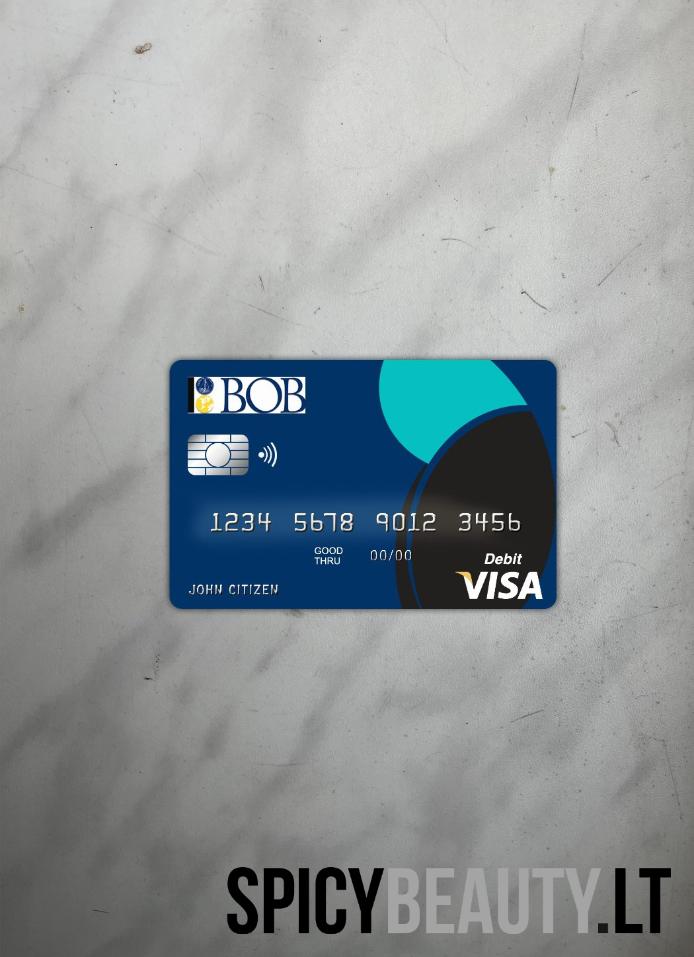 BOB
1234 5678 9012 3456
GOOD
THRU
00/00
Debit
VISA
JOHN CITIZEN
SPICYBEAUTY.LT